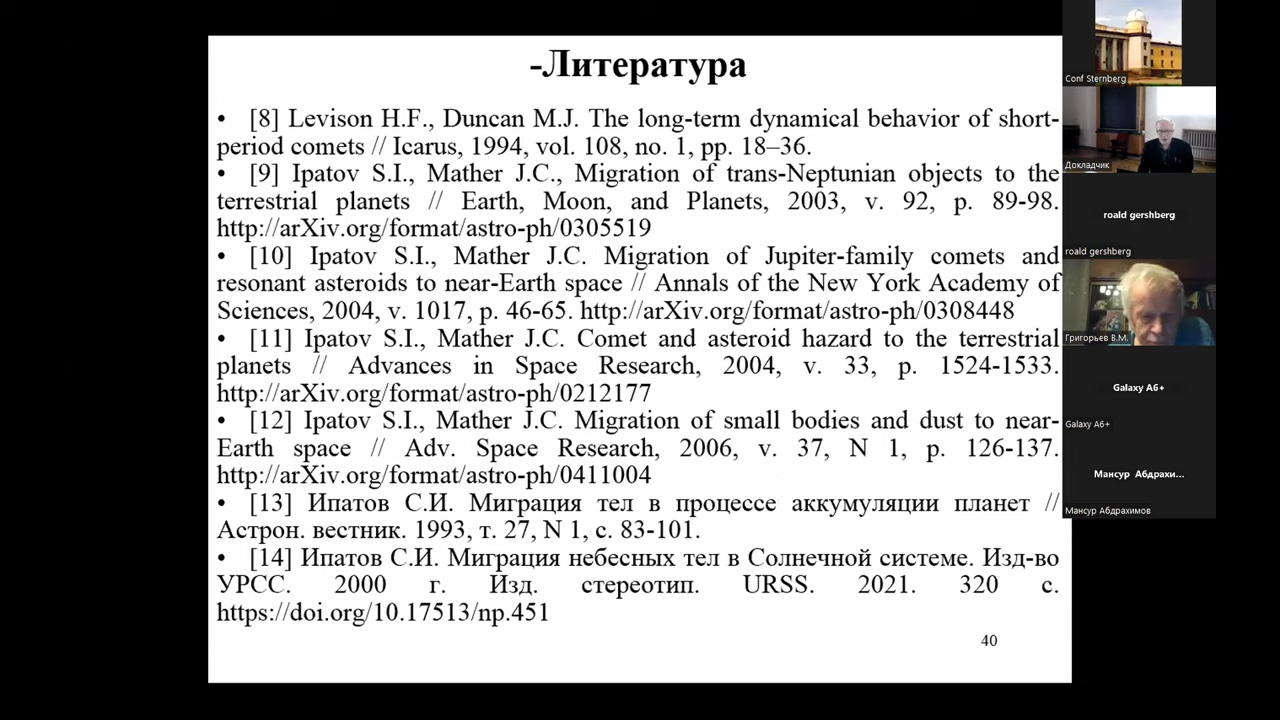 -Литература
• [8] Levison H.F., Duncan M.J. The long-term dynamical behavior of short-
period comets // Icarus, 1994, vol. 108, no. 1, pp. 18–36.
• [9] Ipatov S.I., Mather J.C., Migration of trans-Neptunian objects to the
terrestrial planets // Earth, Moon, and Planets, 2003, v. 92, p. 89-98.
http://arXiv.org/format/astro-ph/0305519
• [10] Ipatov S.I., Mather J.C. Migration of Jupiter-family comets and
resonant asteroids to near-Earth space // Annals of the New York Academy of
Sciences, 2004, v. 1017, p. 46-65. http://arXiv.org/format/astro-ph/0308448
• [11] Ipatov S.I., Mather J.C. Comet and asteroid hazard to the terrestrial
planets // Advances in Space Research, 2004, v. 33, p. 1524-1533.
http://arXiv.org/format/astro-ph/0212177
• [12] Ipatov S.I., Mather J.C. Migration of small bodies and dust to near-
Earth space // Adv. Space Research, 2006, v. 37, N 1, p. 126-137.
http://arXiv.org/format/astro-ph/0411004
• [13] Ипатов С.И. Миграция тел в процессе аккумуляции планет //
Астрон. вестник. 1993, т. 27, N 1, с. 83-101.
• [14] Ипатов С.И. Миграция небесных тел в Солнечной системе. Изд-во
УРСС. 2000 г. Изд. стереотип. URSS. 2021. 320 с.
https://doi.org/10.17513/np.451
40
Conf Sternberg
Докладчик
roald gershberg
roald gershberg
Григорьев В.М.
Galaxy A6+
Galaxy A6+
Мансур Абдрахи...
Мансур Абдрахимов